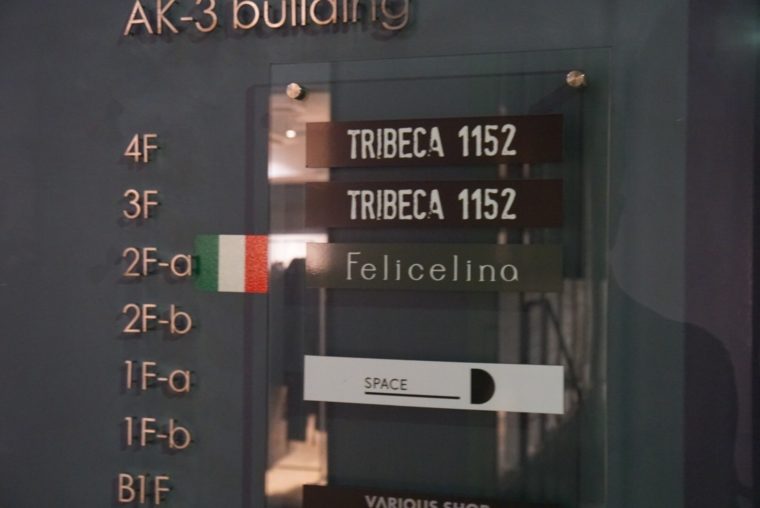 AK-3 building
4F TRIBECA 1152
3F TRIBECA 1152
2F-a Felicelina
2F-b
1F-a SPACE D
1F-b
B1F VARIOUS SHOP